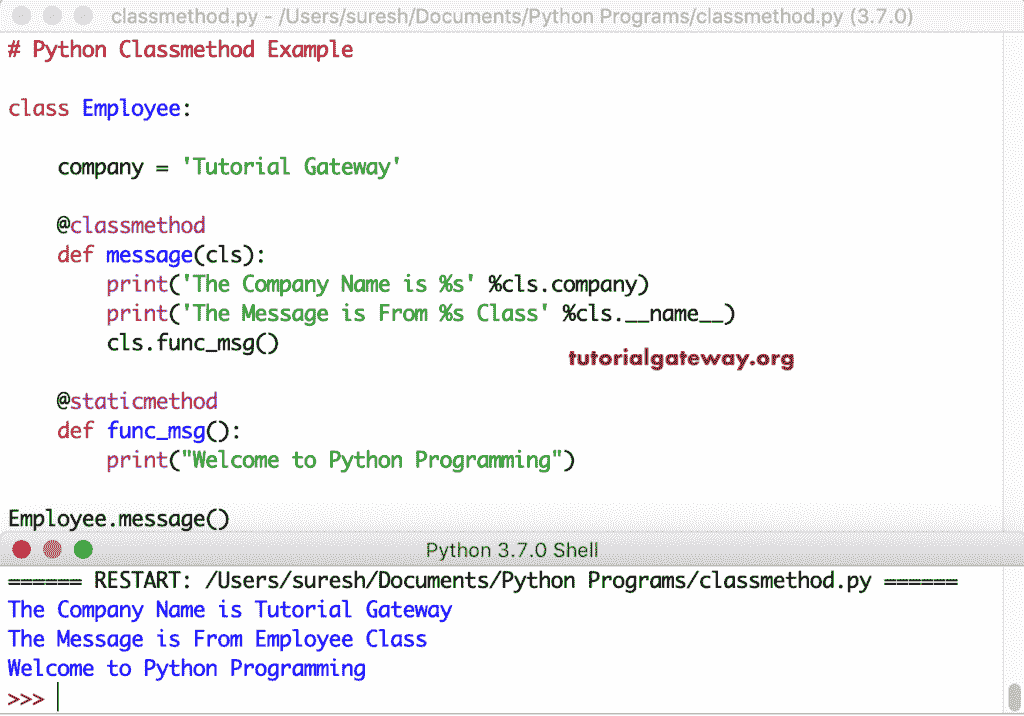 classmethod.py - /Users/suresh/Documents/Python Programs/classmethod.py (3.7.0)
# Python Classmethod Example
class Employee:
    company = 'Tutorial Gateway'
    @classmethod
    def message(cls):
        print('The Company Name is %s' %cls.company)
        print('The Message is From %s Class' %cls.__name__)
        cls.func_msg()
tutorialgateway.org
    @staticmethod
    def func_msg():
        print("Welcome to Python Programming")
Employee.message()
Python 3.7.0 Shell
====== RESTART: /Users/suresh/Documents/Python Programs/classmethod.py ======
The Company Name is Tutorial Gateway
The Message is From Employee Class
Welcome to Python Programming
>>>